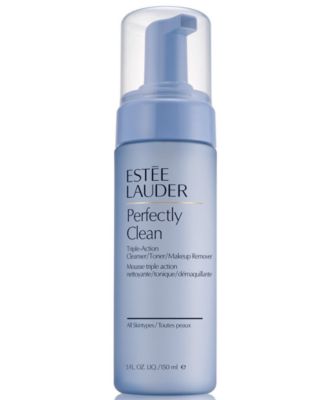 ESTĒE
LAUDER
Perfectly
Clean
Triple-Action
Cleanser/Toner/Makeup Remover
Mousse triple action
nettoyante/tonique/démaquillante
All Skintypes/Toutes peaux
5 FL. OZ. LIQ./150 ml ℮